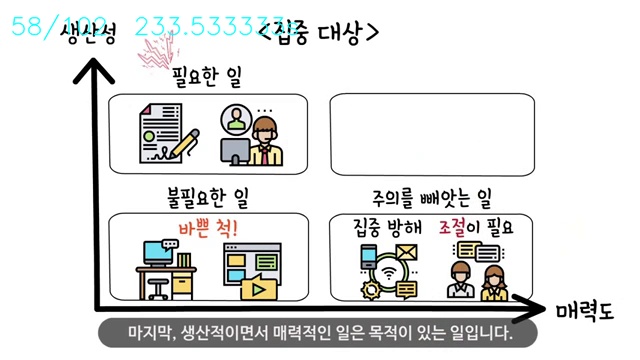 58/102 233.533333s
생산성
<집중 대상>
필요한 일
불필요한 일
바쁜 척!
주의를 빼앗는 일
집중 방해 조절이 필요
매력도
마지막, 생산적이면서 매력적인 일은 목적이 있는 일입니다.